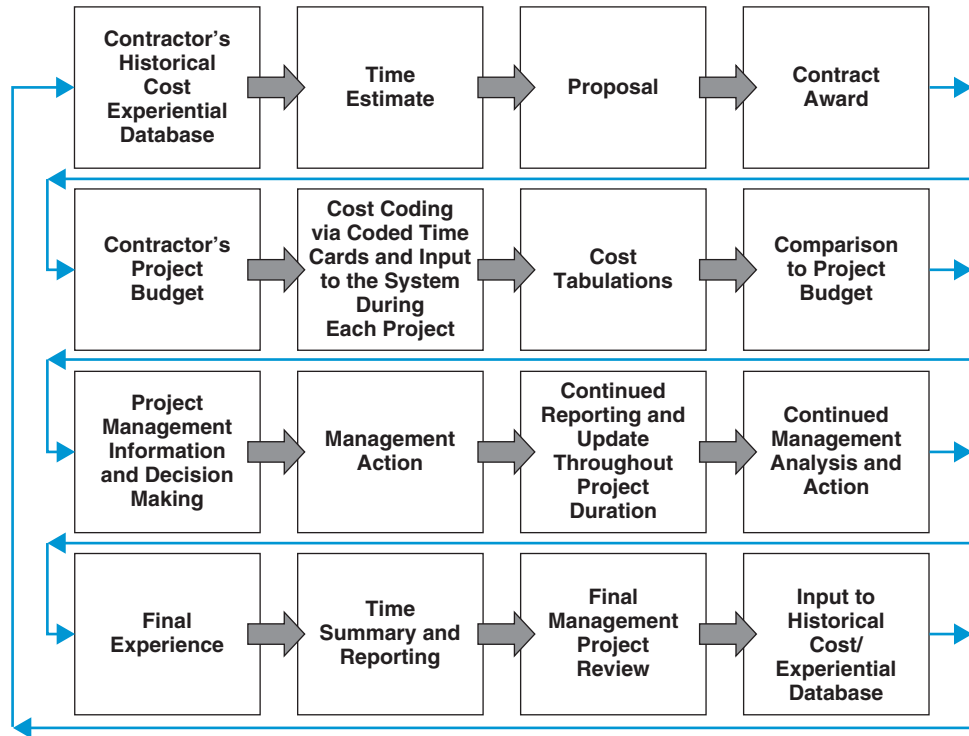 Contractor’s
Historical
Cost
Experiential
Database
Time
Estimate
Proposal
Contract
Award
Contractor’s
Project
Budget
Cost Coding
via Coded Time
Cards and Input
to the System
During
Each Project
Cost
Tabulations
Comparison
to Project
Budget
Project
Management
Information
and Decision
Making
Management
Action
Continued
Reporting and
Update
Throughout
Project
Duration
Continued
Management
Analysis and
Action
Final
Experience
Time
Summary and
Reporting
Final
Management
Project
Review
Input to
Historical
Cost/
Experiential
Database